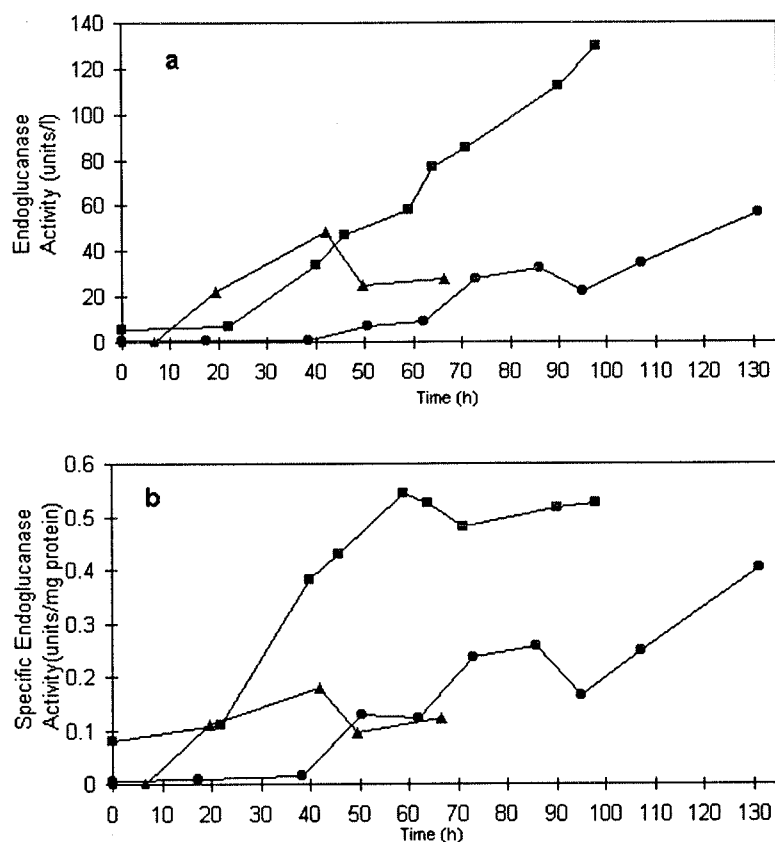 a
Endoglucanase
Activity (units/l)
140
120
100
80
60
40
20
0
0 10 20 30 40 50 60 70 80 90 100 110 120 130
Time (h)
b
Specific Endoglucanase
Activity(units/mg protein)
0.6
0.5
0.4
0.3
0.2
0.1
0
0 10 20 30 40 50 60 70 80 90 100 110 120 130
Time (h)